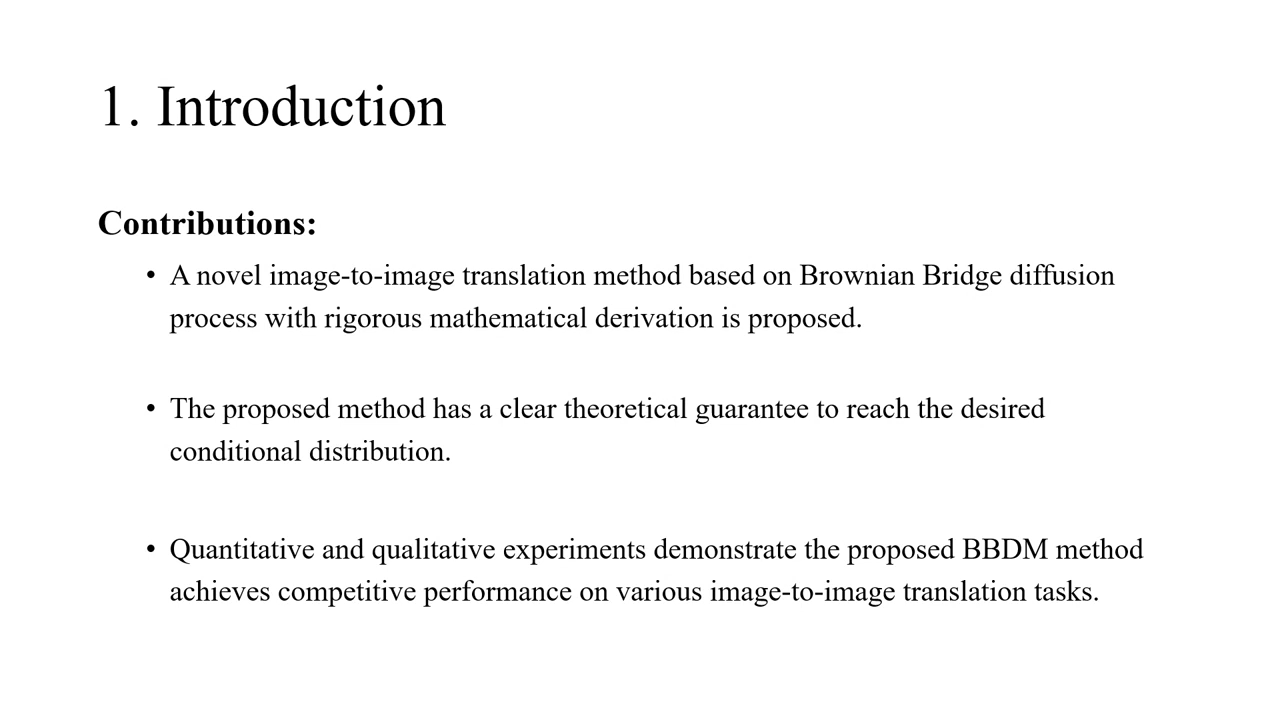 1. Introduction
Contributions:
• A novel image-to-image translation method based on Brownian Bridge diffusion
process with rigorous mathematical derivation is proposed.
• The proposed method has a clear theoretical guarantee to reach the desired
conditional distribution.
• Quantitative and qualitative experiments demonstrate the proposed BBDM method
achieves competitive performance on various image-to-image translation tasks.